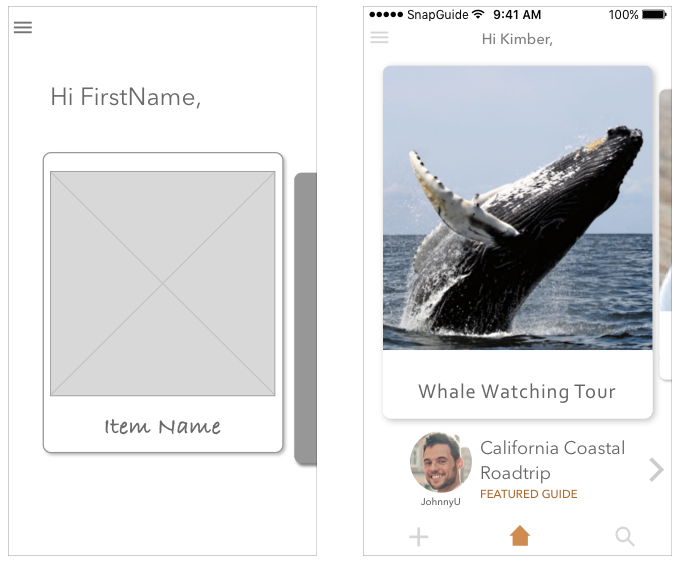 Hi FirstName,
Item Name
SnapGuide 9:41 AM 100%
Hi Kimber,
Whale Watching Tour
California Coastal
Roadtrip
FEATURED GUIDE
JohnnyU